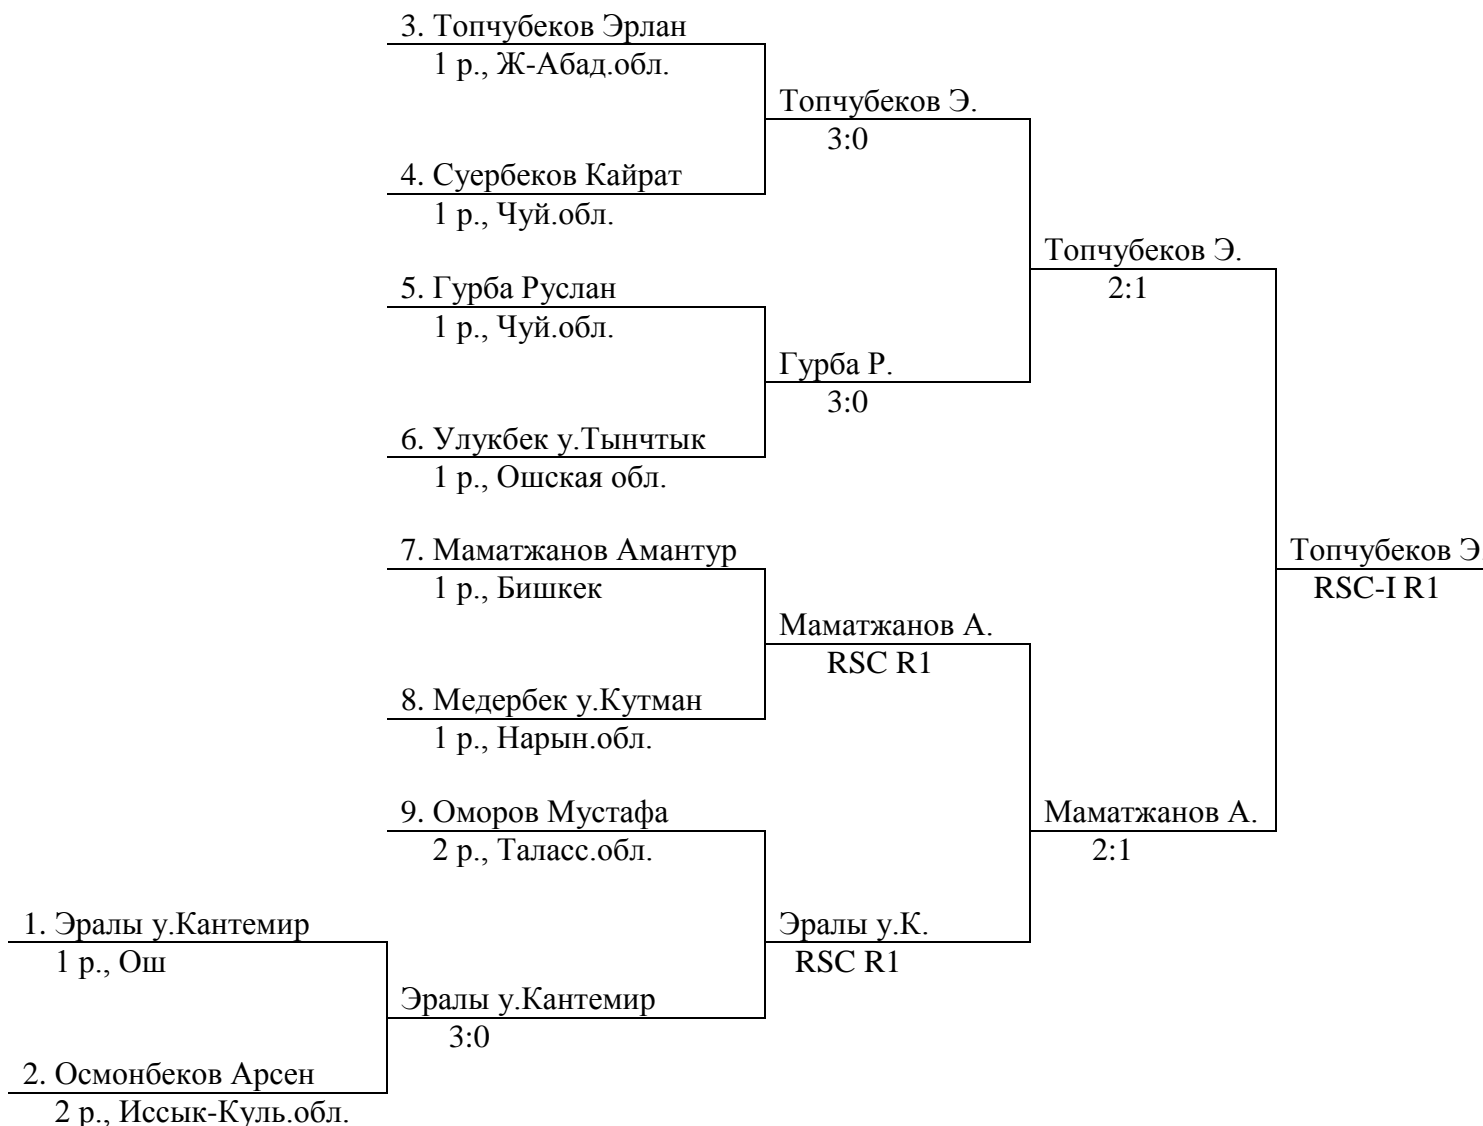 3. Топчубеков Эрлан
1 р., Ж-Абад.обл.
Топчубеков Э.
3:0
4. Суербеков Кайрат
1 р., Чуй.обл.
Топчубеков Э.
2:1
5. Гурба Руслан
1 р., Чуй.обл.
Гурба Р.
3:0
6. Улукбек у.Тынчтык
1 р., Ошская обл.
7. Маматжанов Амантур
1 р., Бишкек
Топчубеков Э
RSC-I R1
Маматжанов А.
RSC R1
8. Медербек у.Кутман
1 р., Нарын.обл.
9. Оморов Мустафа
2 р., Таласс.обл.
Маматжанов А.
2:1
1. Эралы у.Кантемир
1 р., Ош
Эралы у.К.
RSC R1
Эралы у.Кантемир
3:0
2. Осмонбеков Арсен
2 р., Иссык-Куль.обл.